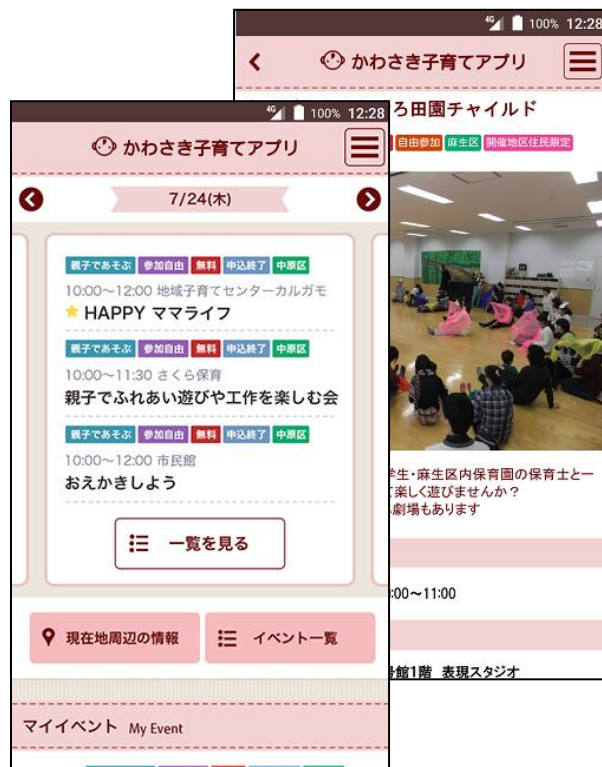 4G 100% 12:28
かわさき子育てアプリ
ろ田園チャイルド
自由参加 麻生区 開催地区住民限定
学生・麻生区内保育園の保育士と一
て楽しく遊びませんか?
劇場もあります
:00~11:00
号館1階 表現スタジオ
4G 100% 12:28
かわさき子育てアプリ
7/24(木)
親子であそぶ 参加自由 無料 申込終了 中原区
10:00~12:00 地域子育てセンターカルガモ
HAPPY ママライフ
親子であそぶ 参加自由 無料 申込終了 中原区
10:00~11:30 さくら保育
親子でふれあい遊びや工作を楽しむ会
親子であそぶ 参加自由 無料 申込終了 中原区
10:00~12:00 市民館
おえかきしよう
一覧を見る
現在地周辺の情報 イベント一覧
マイイベント My Event